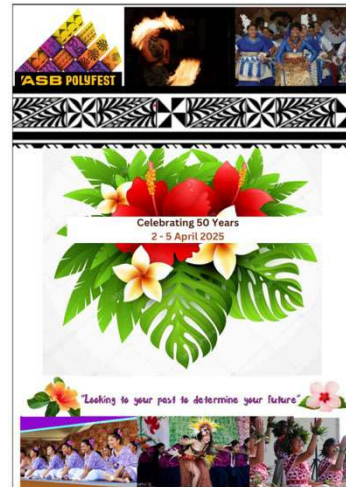 ASB POLYFEST
Celebrating 50 Years
2 - 5 April 2025
"Looking to your past to determine your future"